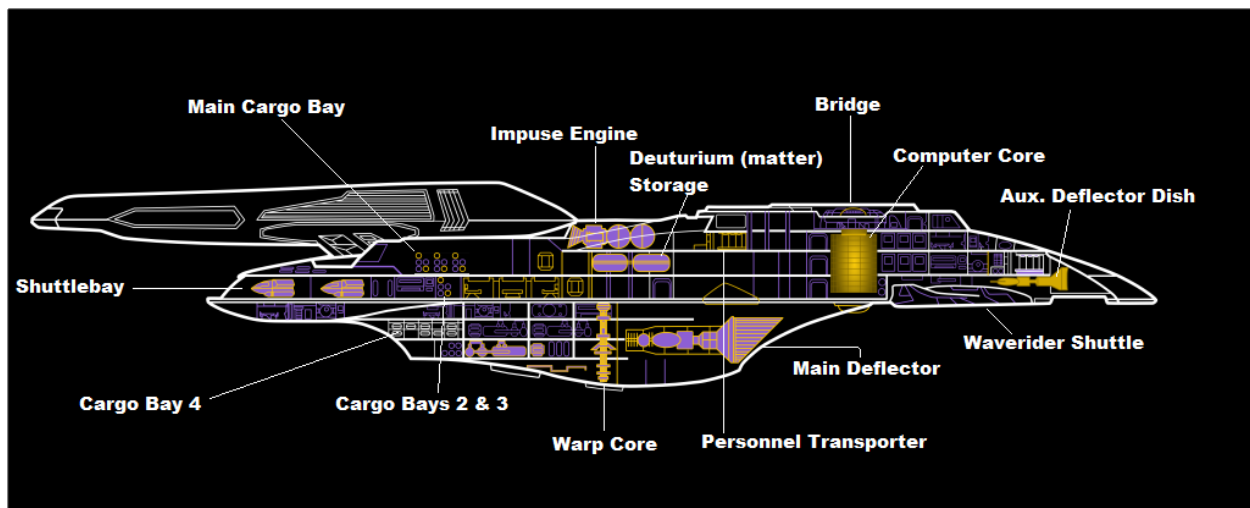 Main Cargo Bay
Bridge
Impuse Engine
Deuturium (matter)
Storage
Computer Core
Aux. Deflector Dish
Shuttlebay
Waverider Shuttle
Main Deflector
Cargo Bay 4
Cargo Bays 2 & 3
Warp Core
Personnel Transporter